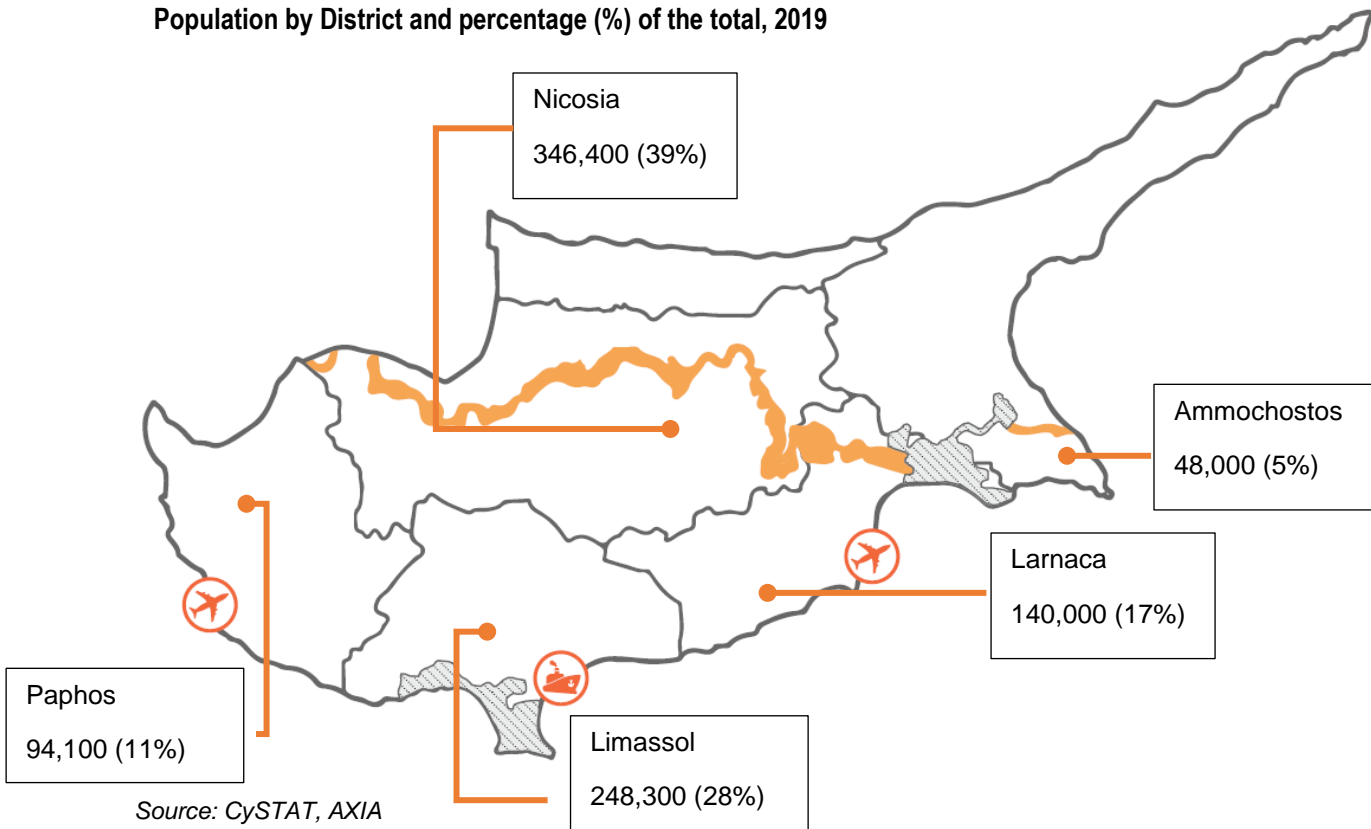 Population by District and percentage (%) of the total, 2019
Nicosia
346,400 (39%)
Ammochostos
48,000 (5%)
Larnaca
140,000 (17%)
Paphos
94,100 (11%)
Limassol
248,300 (28%)
Source: CySTAT, AXIA